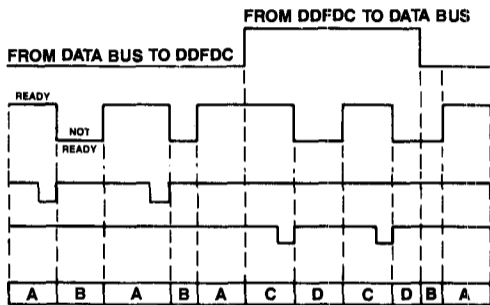 FROM DDFDC TO DATA BUS
FROM DATA BUS TO DDFDC
READY
NOT
READY
A B A B A C D C D B A